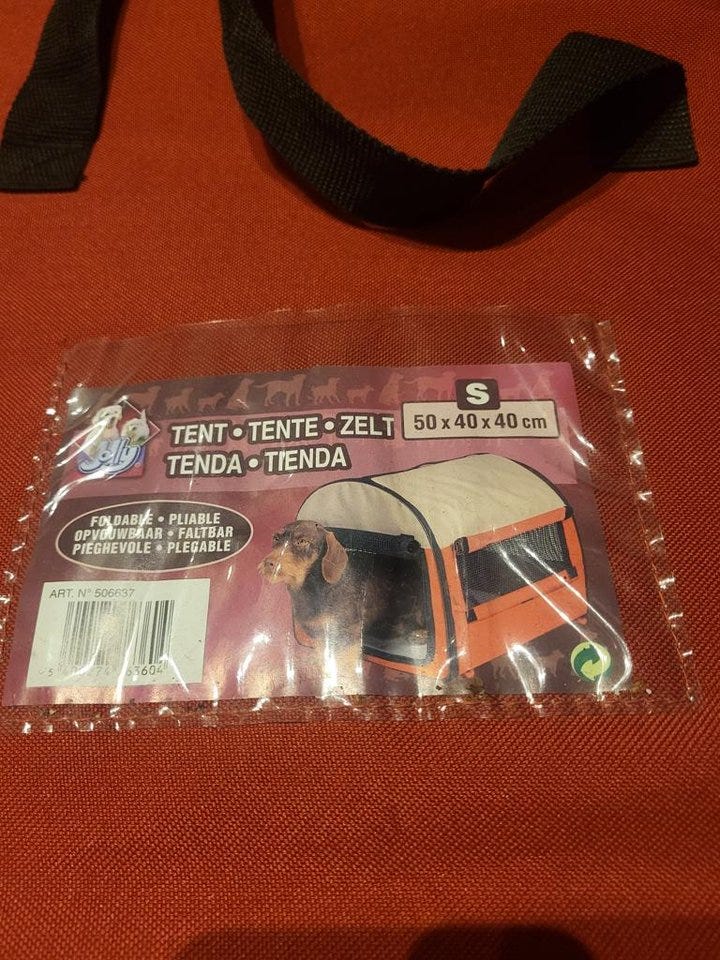 S
Jolly
TENT • TENTE • ZELT
50 x 40 x 40 cm
TENDA • TIENDA
FOLDABLE • PLIABLE
OPVOUWBAAR • FALTBAR
PIEGHEVOLE • PLEGABLE
ART. N° 506637